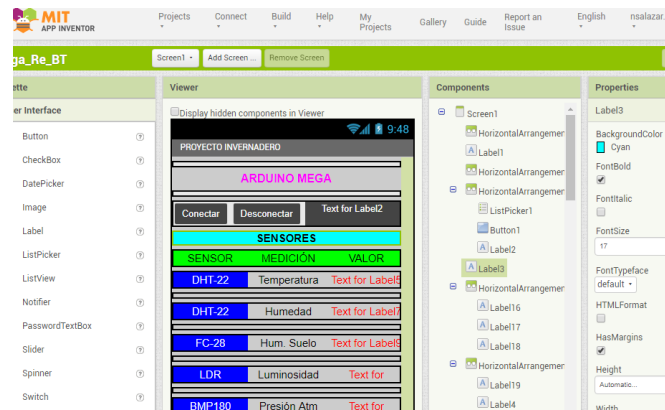 MIT
APP INVENTOR
Projects
Connect
Build
Help
My Projects
Gallery
Guide
Report an Issue
English
nsalazar.
ga_Re_BT
Screen1
Add Screen ...
Remove Screen
ette
Viewer
Components
Properties
er Interface
Button
CheckBox
DatePicker
Image
Label
ListPicker
ListView
Notifier
PasswordTextBox
Slider
Spinner
Switch
Display hidden components in Viewer
9:48
PROYECTO INVERNADERO
ARDUINO MEGA
Conectar Desconectar Text for Label2
SENSORES
SENSOR MEDICIÓN VALOR
DHT-22 Temperatura Text for Label5
DHT-22 Humedad Text for Label7
FC-28 Hum. Suelo Text for Label9
LDR Luminosidad Text for
BMP180 Presión Atm Text for
Screen1
HorizontalArrangemer
Label1
HorizontalArrangemer
HorizontalArrangemer
ListPicker1
Button1
Label2
Label3
HorizontalArrangemer
Label16
Label17
Label18
HorizontalArrangemer
Label19
Label4
Label3
BackgroundColor
Cyan
FontBold
FontItalic
FontSize
17
FontTypeface
default
HTMLFormat
HasMargins
Height
Automatic...
Width